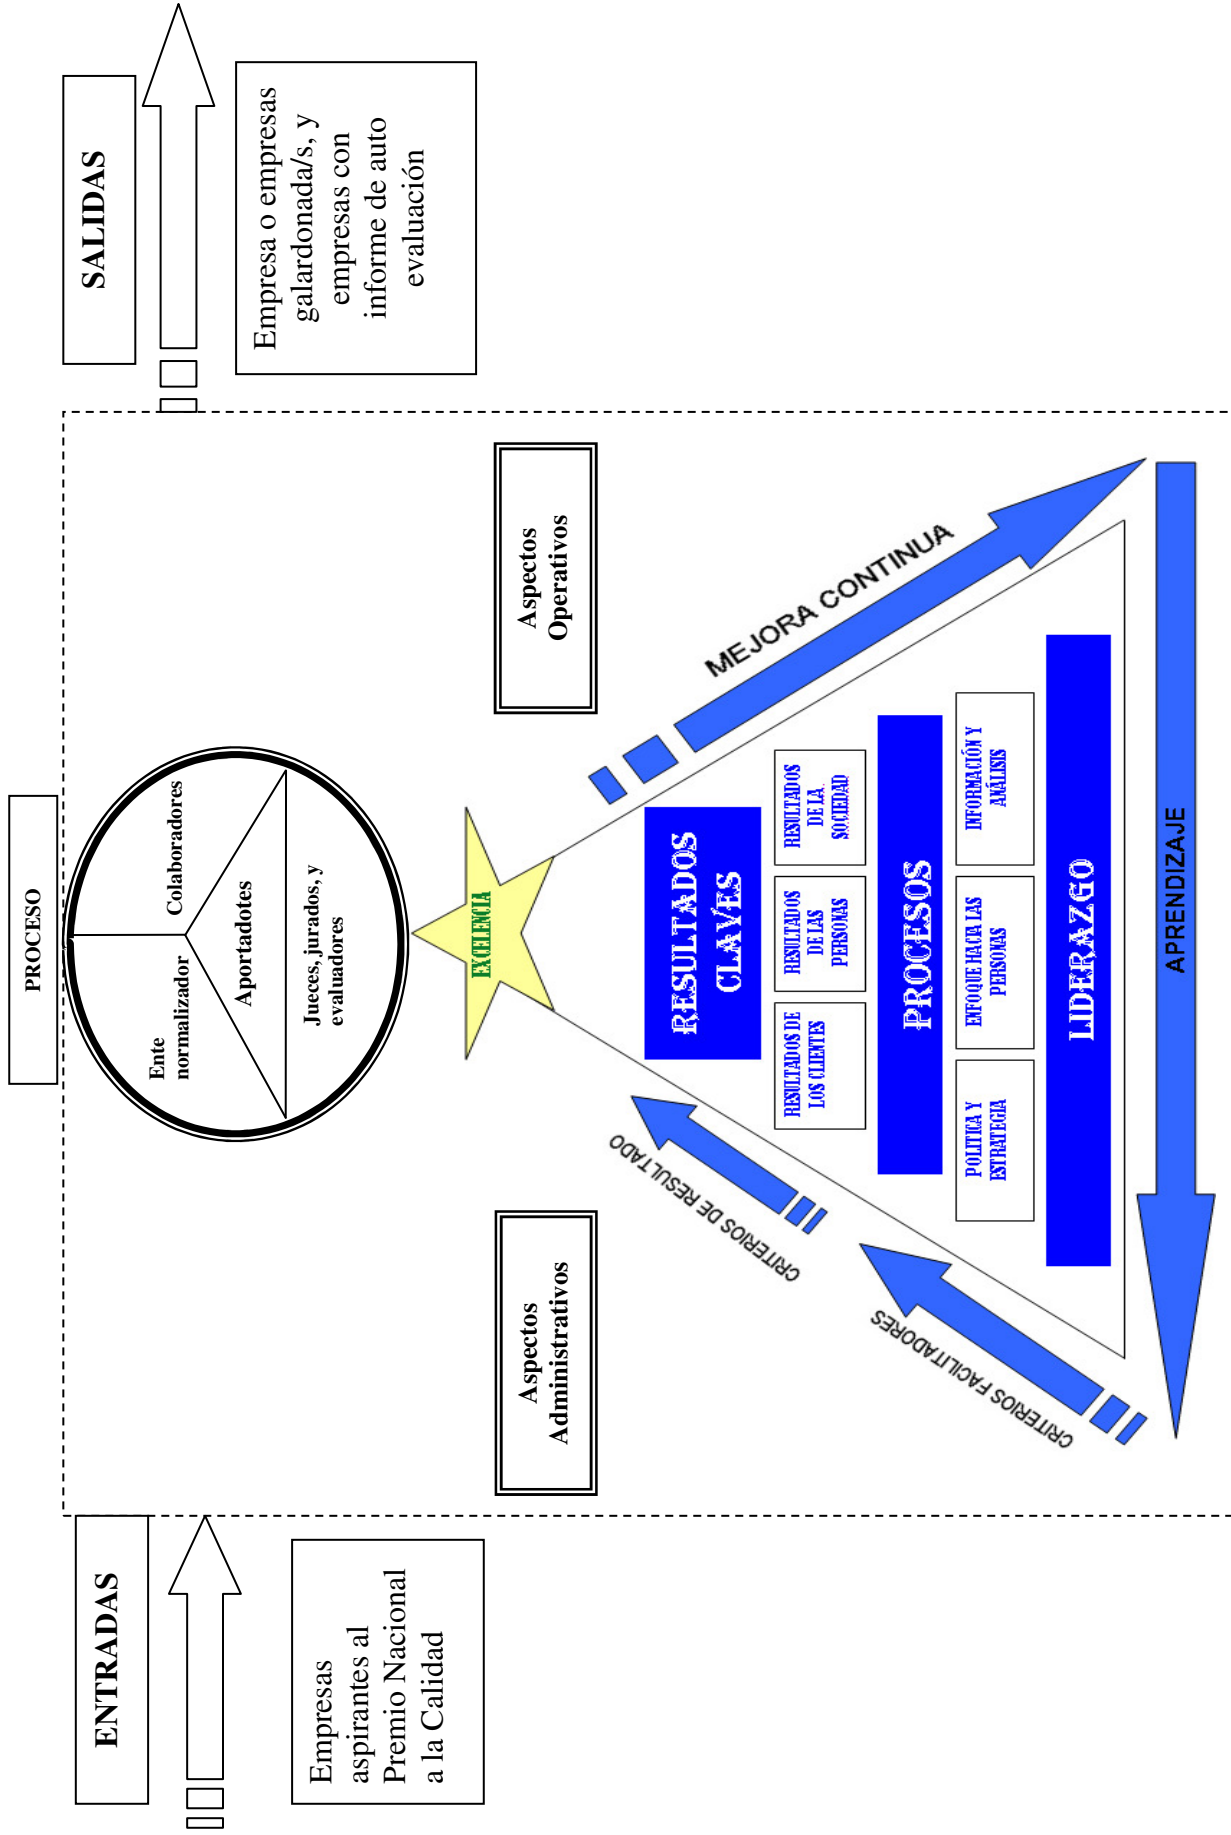 PROCESO
ENTRADAS
Empresas
aspirantes al
Premio Nacional
a la Calidad
SALIDAS
Empresa o empresas
galardonada/s, y
empresas con
informe de auto
evaluación
Ente
normalizador
Colaboradores
Aportadotes
Jueces, jurados, y
evaluadores
Aspectos
Administrativos
Aspectos
Operativos
EXCELENCIA
CRITERIOS DE RESULTADO
CRITERIOS FACILITADORES
MEJORA CONTINUA
RESULTADOS
CLAVES
RESULTADOS DE
LOS CLIENTES
RESULTADOS
DE LAS
PERSONAS
RESULTADOS
DE LA
SOCIEDAD
PROCESOS
POLITICA Y
ESTRATEGIA
ENFOQUE HACIA LAS
PERSONAS
INFORMACIÓN Y
ANÁLISIS
LIDERAZGO
APRENDIZAJE